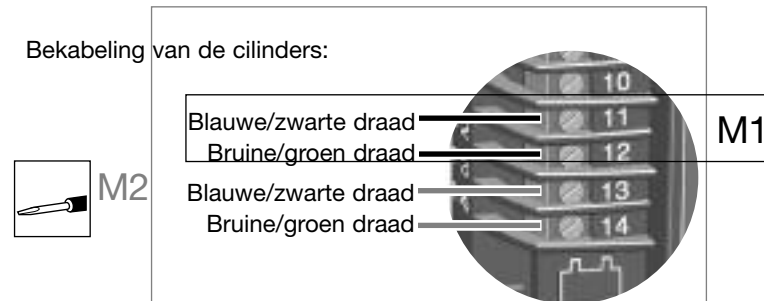 Bekabeling van de cilinders:
10
Blauwe/zwarte draad 11 M1
Bruine/groen draad 12
M2 Blauwe/zwarte draad 13
Bruine/groen draad 14